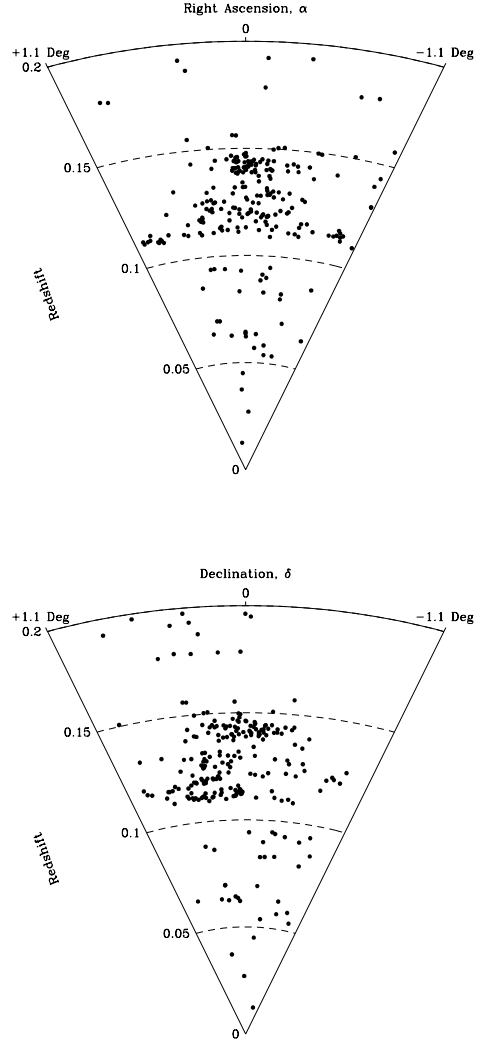 Right Ascension, α
0
+1.1 Deg
−1.1 Deg
0.2
0.15
0.1
Redshift
0.05
0
Declination, δ
0
+1.1 Deg
−1.1 Deg
0.2
0.15
0.1
Redshift
0.05
0